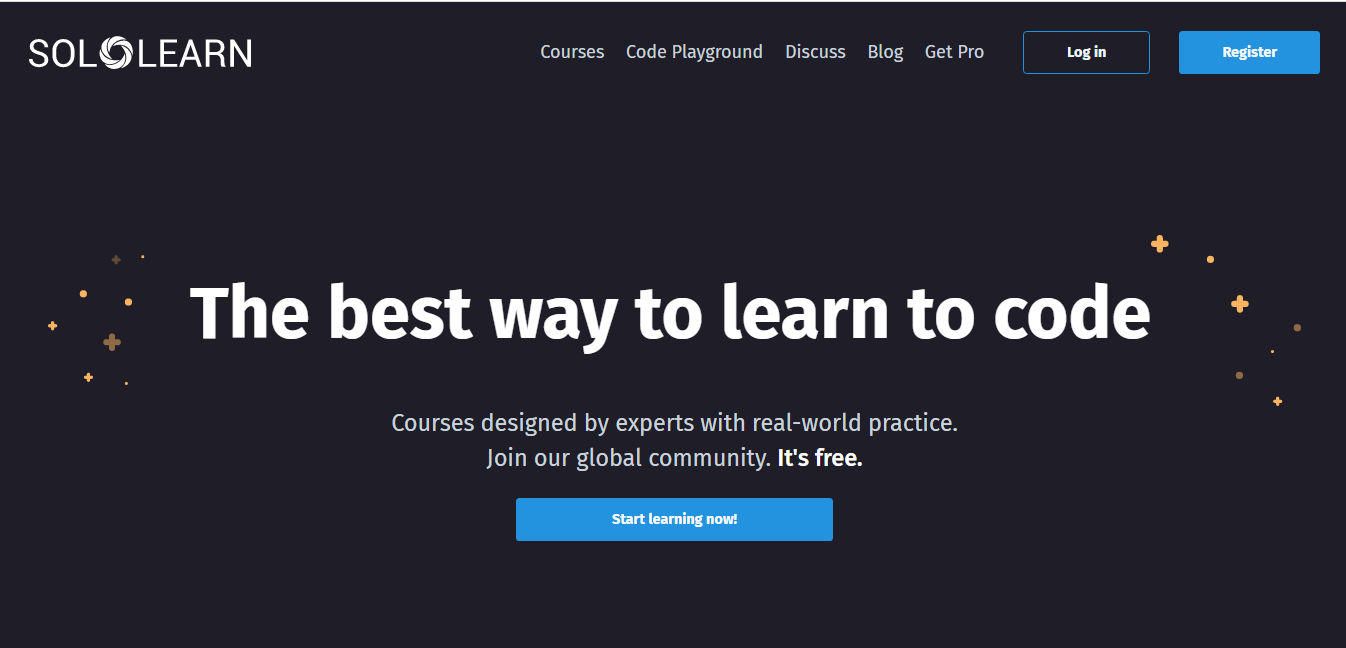 SOLOLEARN
Courses Code Playground Discuss Blog Get Pro Log in Register
The best way to learn to code
Courses designed by experts with real-world practice.
Join our global community. It's free.
Start learning now!